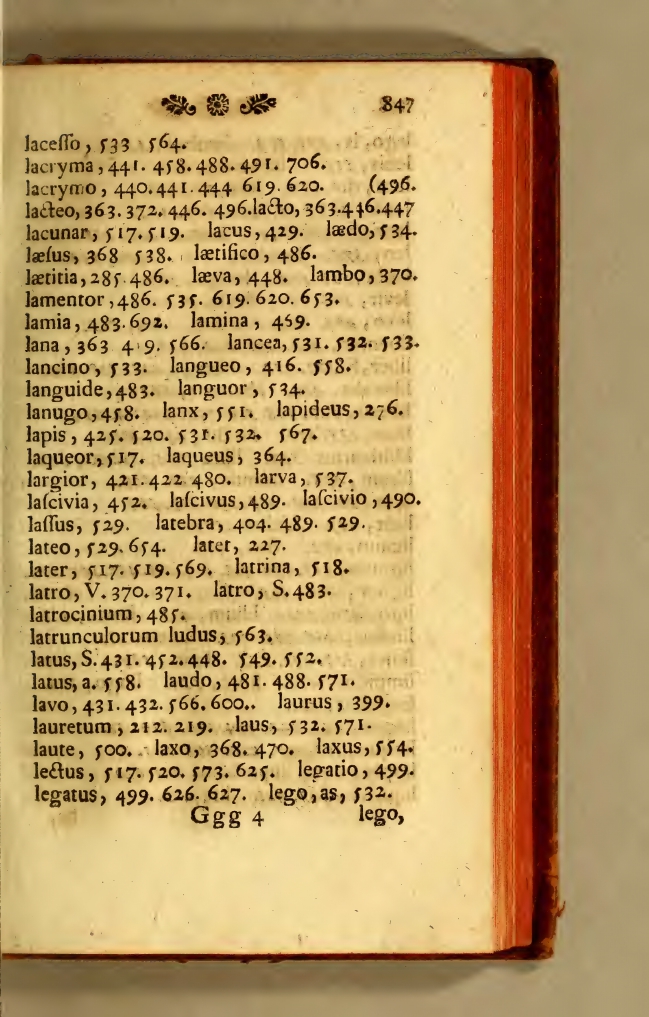 847
laceſſo, 533 564.
lacryma, 441. 458. 488. 491. 706.
lacrymo, 440. 441. 444 619. 620. (496.
lacteo, 363. 372. 446. 496. lacto, 363. 446. 447
lacunar, 517. 519. lacus, 429. lædo, 534.
læſus, 368 538. lætifico, 486.
lætitia, 285. 486. læva, 448. lambo, 370.
lamentor, 486. 535. 619. 620. 653.
lamia, 483. 692. lamina, 469.
lana, 363 4 9. 566. lancea, 531. 532. 533.
lancino, 533. langueo, 416. 558.
languide, 483. languor, 534.
lanugo, 458. lanx, 551. lapideus, 276.
lapis, 425. 520. 531. 532. 567.
laqueor, 517. laqueus, 364.
largior, 421. 422 480. larva, 537.
laſcivia, 452. laſcivus, 489. laſcivio, 490.
laſſus, 529. latebra, 404. 489. 529.
lateo, 529. 654. latet, 227.
later, 517. 519. 569. latrina, 518.
latro, V. 370. 371. latro, S. 483.
latrocinium, 485.
latrunculorum ludus, 563.
latus, S. 431. 452. 448. 549. 552.
latus, a. 558. laudo, 481. 488. 571.
lavo, 431. 432. 566. 600.. laurus, 399.
lauretum, 212. 219. laus, 532. 571.
laute, 500. laxo, 368. 470. laxus, 554.
lectus, 517. 520. 573. 625. legatio, 499.
legatus, 499. 626. 627. lego, as, 532.
Ggg 4 lego,